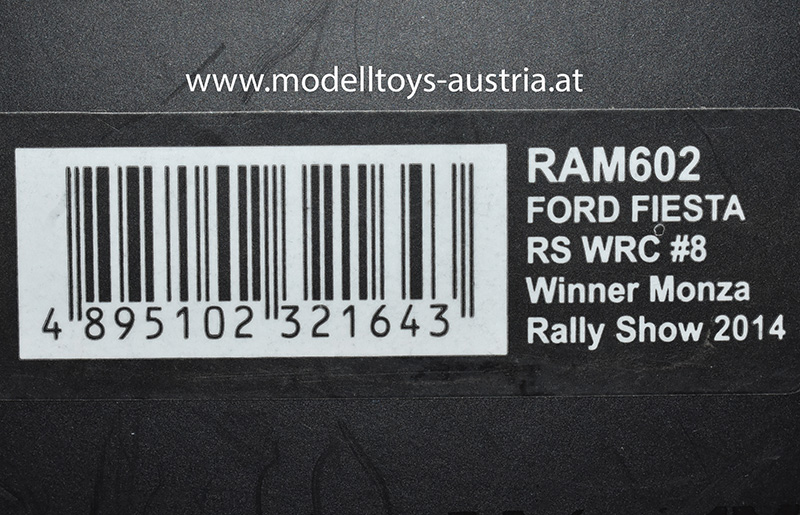 www.modelltoys-austria.at
RAM602
FORD FIESTA
RS WRC #8
Winner Monza
Rally Show 2014
4 895102 321643